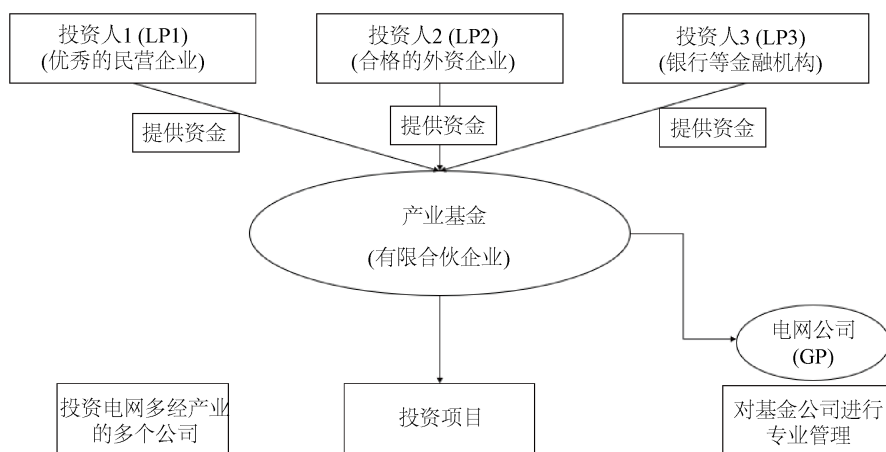 投资人1 (LP1)
(优秀的民营企业)
投资人2 (LP2)
(合格的外资企业)
投资人3 (LP3)
(银行等金融机构)
提供资金
提供资金
提供资金
产业基金
(有限合伙企业)
电网公司
(GP)
投资电网多经产业
的多个公司
投资项目
对基金公司进行
专业管理